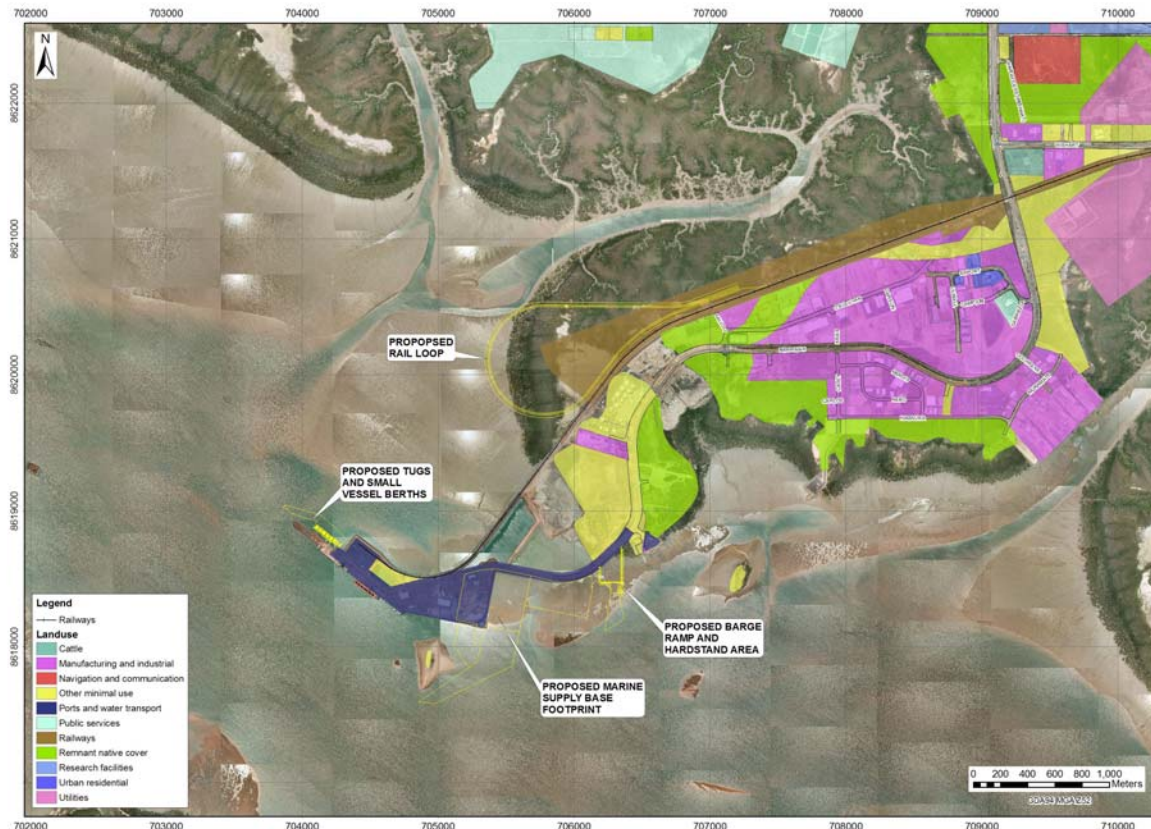 702000 703000 704000 705000 706000 707000 708000 709000 710000
N
8622000
8621000
8620000
8619000
8618000
PROPOPSED
RAIL LOOP
PROPOSED TUGS
AND SMALL
VESSEL BERTHS
PROPOSED BARGE
RAMP AND
HARDSTAND AREA
PROPOSED MARINE
SUPPLY BASE
FOOTPRINT
Legend
Railways
Landuse
Cattle
Manufacturing and industrial
Navigation and communication
Other minimal use
Ports and water transport
Public services
Railways
Remnant native cover
Research facilities
Urban residential
Utilities
0 200 400 600 800 1,000
Meters
GDA94 MGAZ52
702000 703000 704000 705000 706000 707000 708000 709000 710000